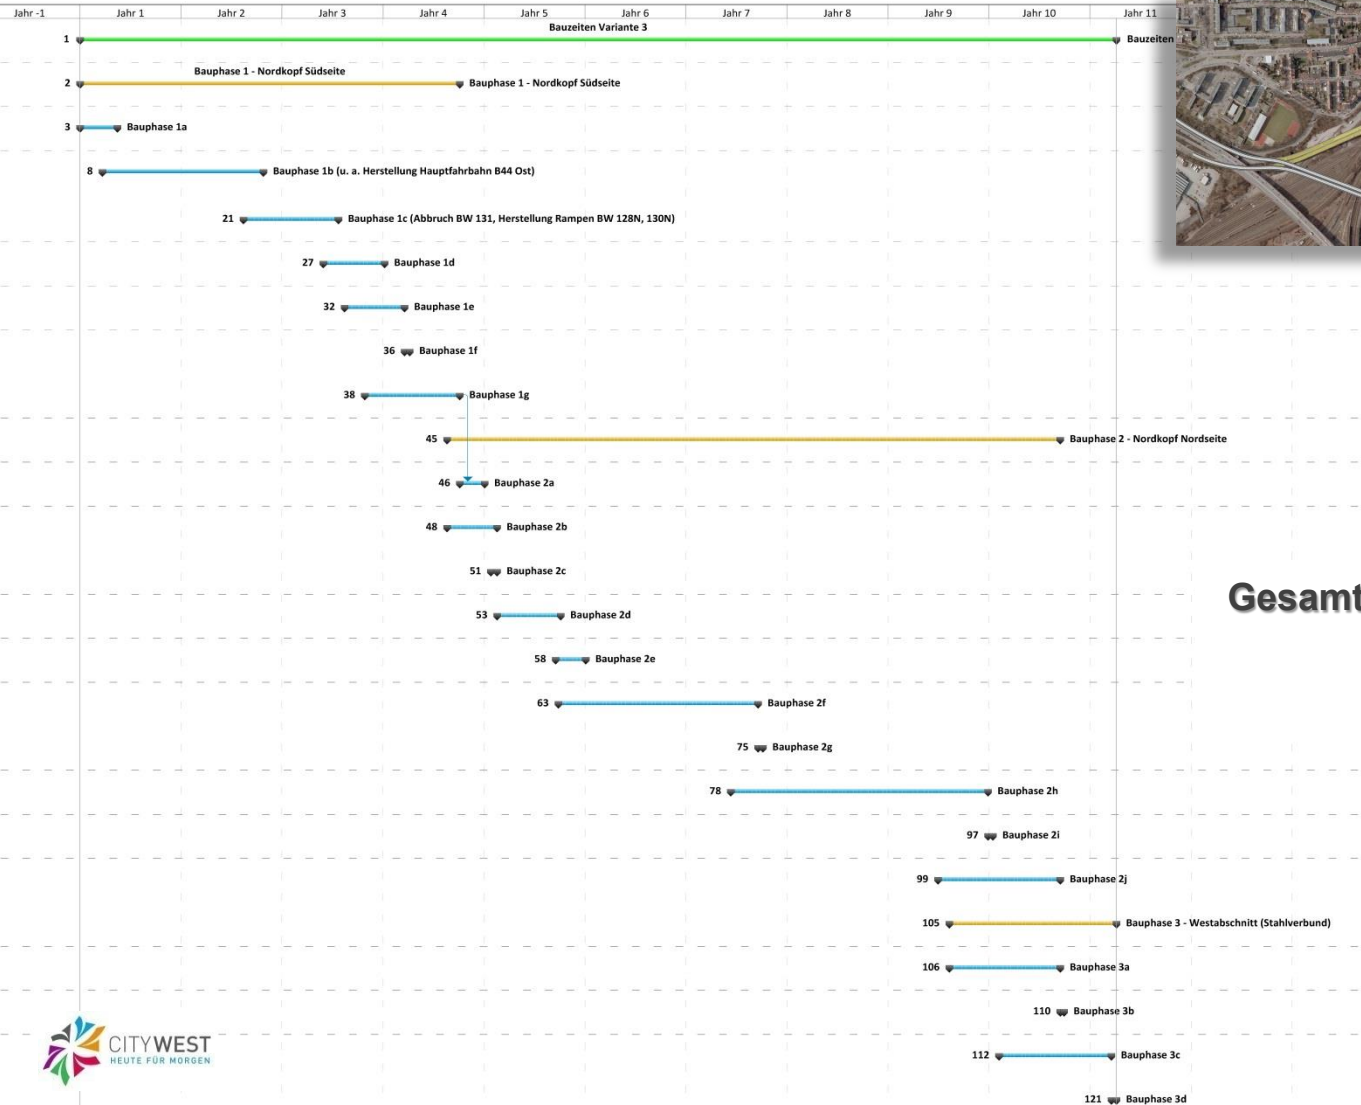 Jahr -1 Jahr 1 Jahr 2 Jahr 3 Jahr 4 Jahr 5 Jahr 6 Jahr 7 Jahr 8 Jahr 9 Jahr 10 Jahr 11
Bauzeiten Variante 3
1 Bauzeiten
Bauphase 1 - Nordkopf Südseite
2 Bauphase 1 - Nordkopf Südseite
3 Bauphase 1a
8 Bauphase 1b (u. a. Herstellung Hauptfahrbahn B44 Ost)
21 Bauphase 1c (Abbruch BW 131, Herstellung Rampen BW 128N, 130N)
27 Bauphase 1d
32 Bauphase 1e
36 Bauphase 1f
38 Bauphase 1g
45 Bauphase 2 - Nordkopf Nordseite
46 Bauphase 2a
48 Bauphase 2b
51 Bauphase 2c
53 Bauphase 2d
Gesamt
58 Bauphase 2e
63 Bauphase 2f
75 Bauphase 2g
78 Bauphase 2h
97 Bauphase 2i
99 Bauphase 2j
105 Bauphase 3 - Westabschnitt (Stahlverbund)
106 Bauphase 3a
110 Bauphase 3b
112 Bauphase 3c
121 Bauphase 3d
CITYWEST
HEUTE FÜR MORGEN